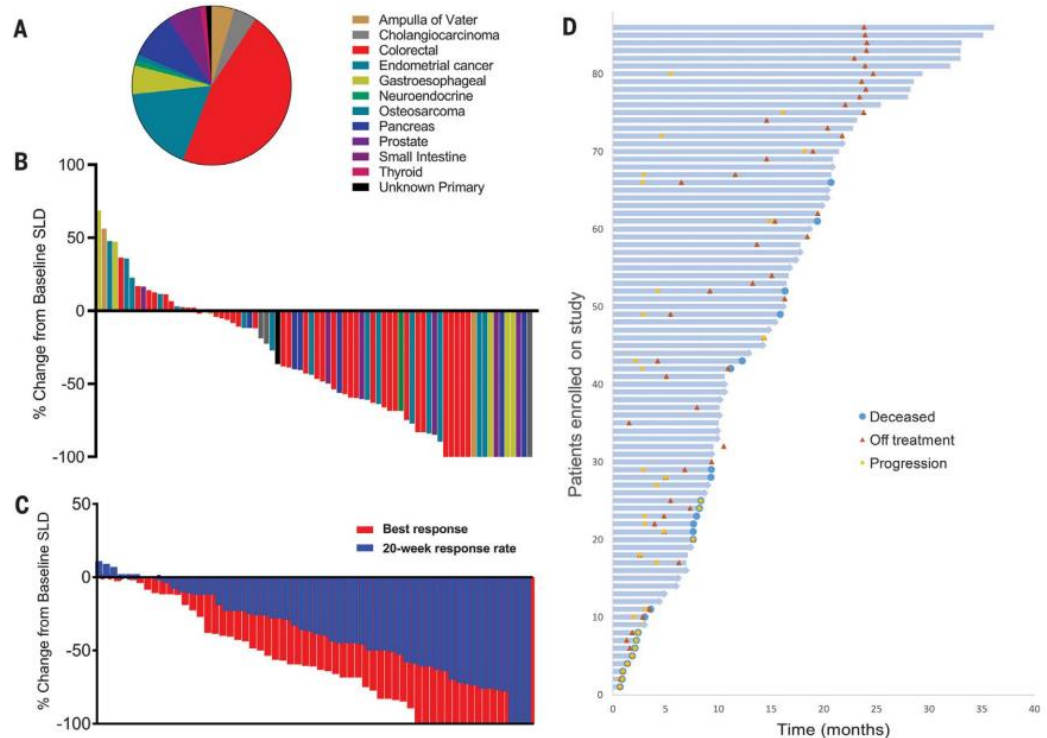 A
Ampulla of Vater
Cholangiocarcinoma
Colorectal
Endometrial cancer
Gastroesophageal
Neuroendocrine
Osteosarcoma
Pancreas
Prostate
Small Intestine
Thyroid
Unknown Primary
B
% Change from Baseline SLD
100
50
0
-50
-100
C
% Change from Baseline SLD
50
0
-50
-100
Best response
20-week response rate
D
Patients enrolled on study
80
70
60
50
40
30
20
10
0
Deceased
Off treatment
Progression
0 5 10 15 20 25 30 35 40
Time (months)